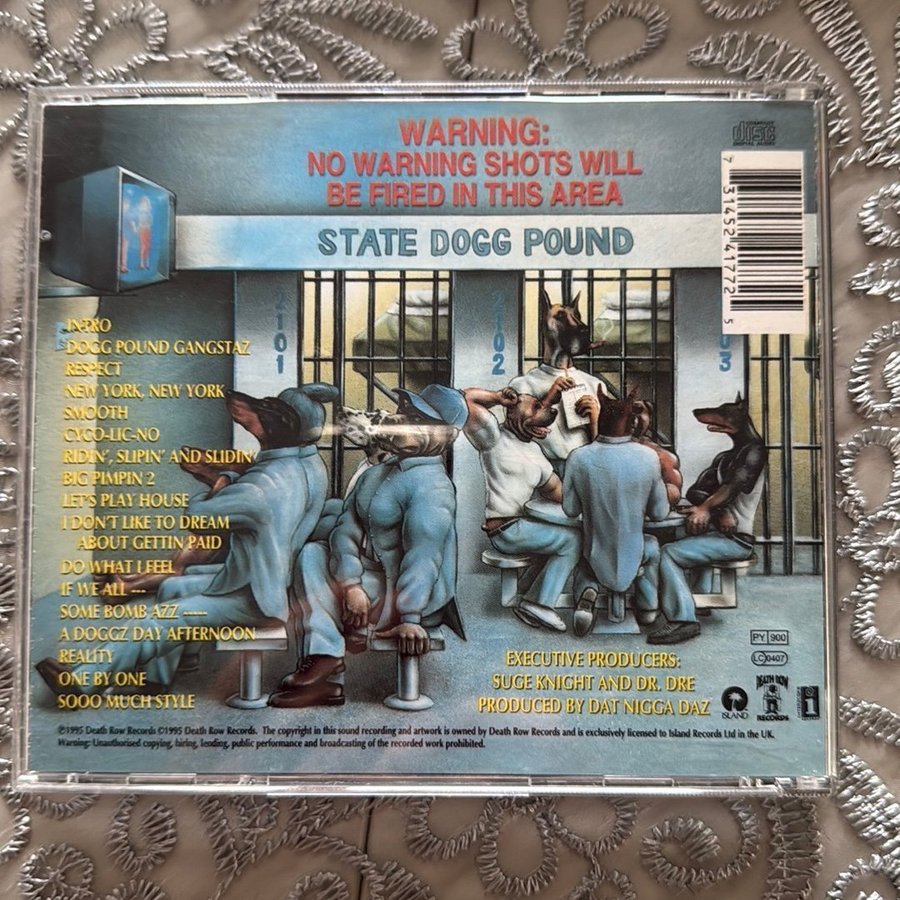 WARNING:
NO WARNING SHOTS WILL
BE FIRED IN THIS AREA
COMPACT
disc
DIGITAL AUDIO
STATE DOGG POUND
7 31452 41772 5
2101
2102
03
INTRO
DOGG POUND GANGSTAZ
RESPECT
NEW YORK, NEW YORK
SMOOTH
CYCO-LIC-NO
RIDIN', SLIPIN' AND SLIDIN'
BIG PIMPIN 2
LET'S PLAY HOUSE
I DON'T LIKE TO DREAM
ABOUT GETTIN PAID
DO WHAT I FEEL
IF WE ALL ---
SOME BOMB AZZ -----
A DOGGZ DAY AFTERNOON
REALITY
ONE BY ONE
SOOO MUCH STYLE
EXECUTIVE PRODUCERS:
SUGE KNIGHT AND DR. DRE
PRODUCED BY DAT NIGGA DAZ
PY 900
LC 0407
ISLAND
DEATH ROW
RECORDS
℗1995 Death Row Records ©1995 Death Row Records. The copyright in this sound recording and artwork is owned by Death Row Records and is exclusively licensed to Island Records Ltd in the UK.
Warning: Unauthorised copying, hiring, lending, public performance and broadcasting of the recorded work prohibited.